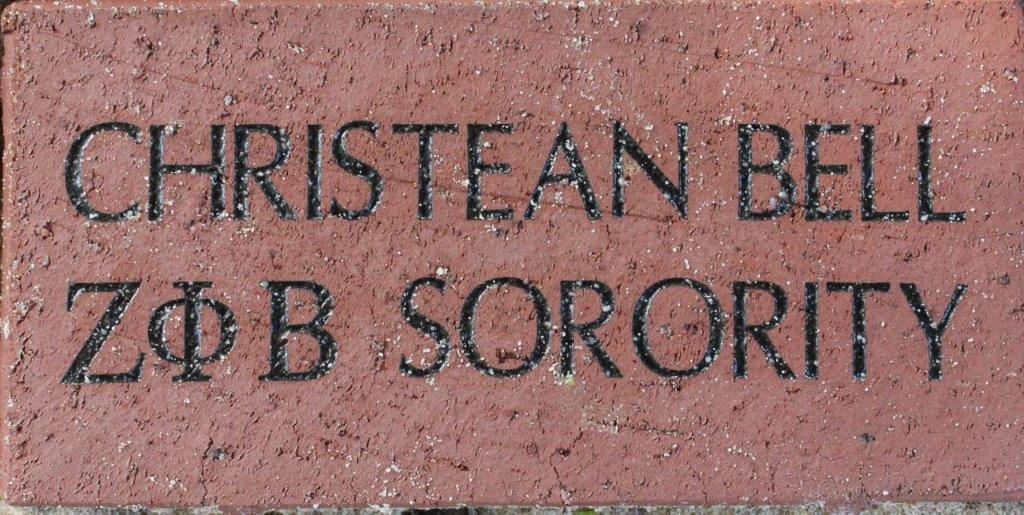 CHRISTEAN BELL
ΖΦΒ SORORITY